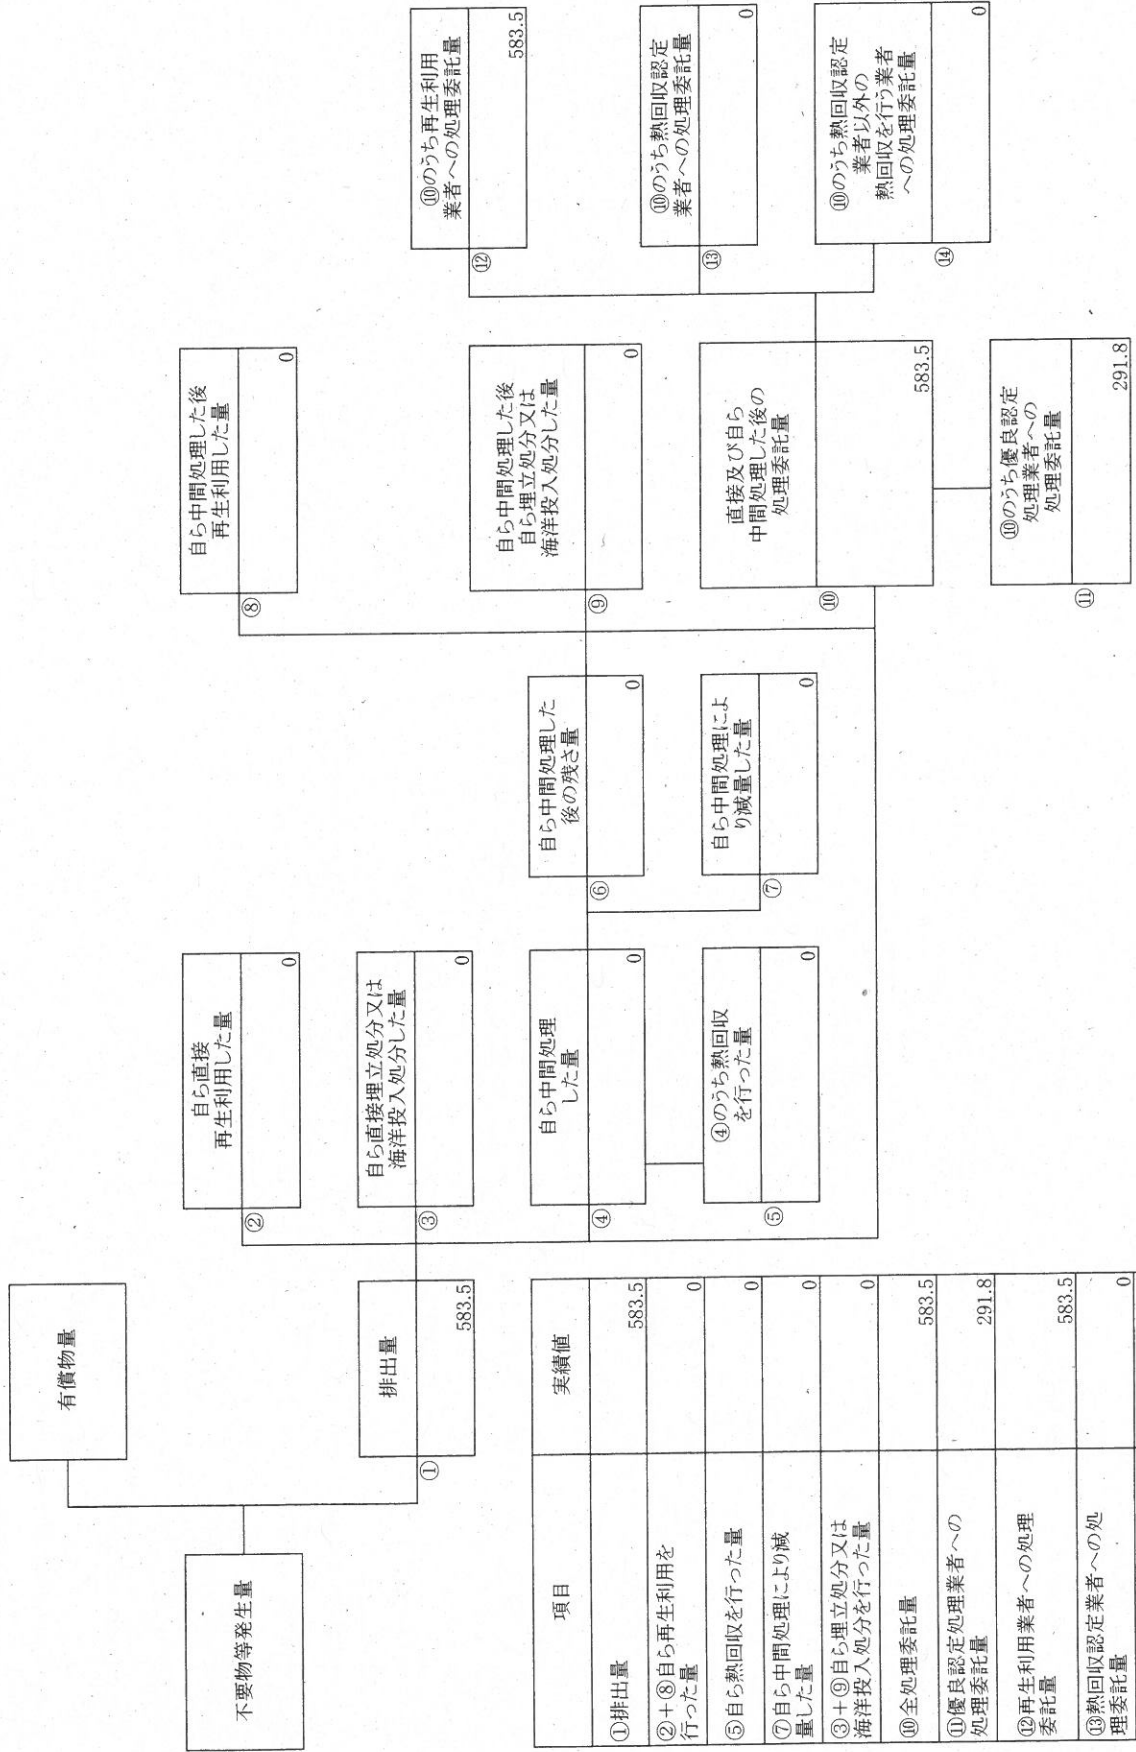 不要物等発生量
有償物量
①
排出量
583.5
②
自ら直接
再生利用した量
0
③
自ら直接埋立処分又は
海洋投入処分した量
0
④
自ら中間処理
した量
0
⑤
④のうち熱回収
を行った量
0
⑥
自ら中間処理した
後の残さ量
0
⑦
自ら中間処理によ
り減量した量
0
⑧
自ら中間処理した後
再生利用した量
0
⑨
自ら中間処理した後
自ら埋立処分又は
海洋投入処分した量
0
⑩
直接及び自ら
中間処理した後の
処理委託量
583.5
⑪
⑩のうち優良認定
処理業者への
処理委託量
291.8
⑫
⑩のうち再生利用
業者への処理委託量
583.5
⑬
⑩のうち熱回収認定
業者への処理委託量
0
⑭
⑩のうち熱回収認定
業者以外の
熱回収を行う業者
への処理委託量
0
項目 実績値
①排出量 583.5
②+⑧自ら再生利用を
行った量 0
⑤自ら熱回収を行った量 0
⑦自ら中間処理により減
量した量 0
③+⑨自ら埋立処分又は
海洋投入処分を行った量 0
⑩全処理委託量 583.5
⑪優良認定処理業者への
処理委託量 291.8
⑫再生利用業者への処理
委託量 583.5
⑬熱回収認定業者への処
理委託量 0